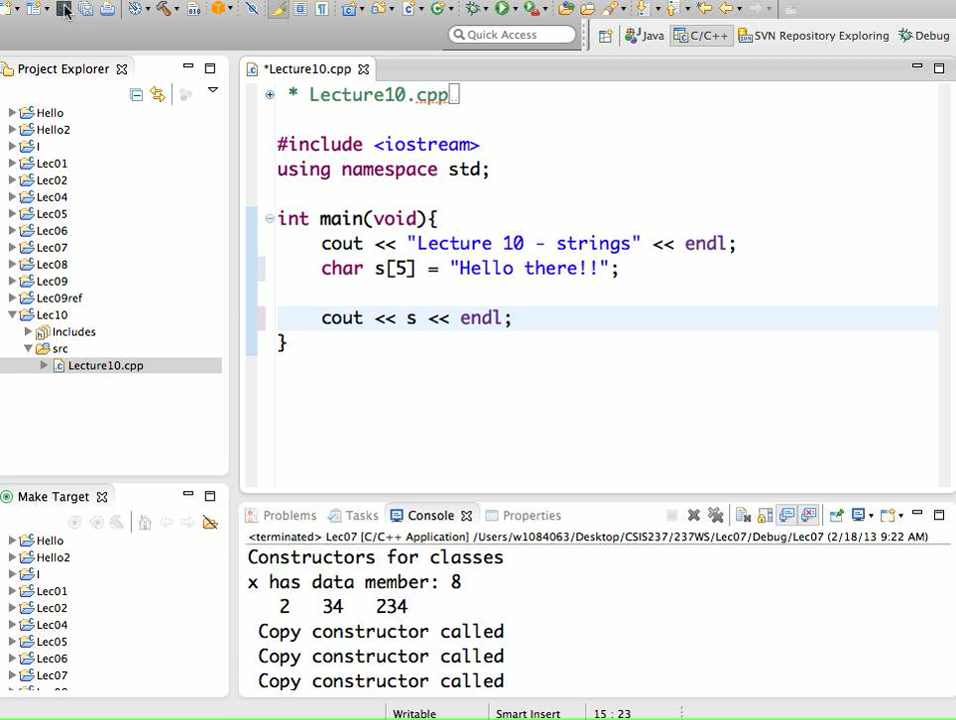 Quick Access
Java
C/C++
SVN Repository Exploring
Debug
Project Explorer
Hello
Hello2
I
Lec01
Lec02
Lec04
Lec05
Lec06
Lec07
Lec08
Lec09
Lec09ref
Lec10
Includes
src
Lecture10.cpp
*Lecture10.cpp
* Lecture10.cpp
#include <iostream>
using namespace std;
int main(void){
cout << "Lecture 10 - strings" << endl;
char s[5] = "Hello there!!";
cout << s << endl;
}
Make Target
Hello
Hello2
I
Lec01
Lec02
Lec04
Lec05
Lec06
Lec07
Problems
Tasks
Console
Properties
<terminated> Lec07 [C/C++ Application] /Users/w1084063/Desktop/CSIS237/237WS/Lec07/Debug/Lec07 (2/18/13 9:22 AM)
Constructors for classes
x has data member: 8
2 34 234
Copy constructor called
Copy constructor called
Copy constructor called
Writable
Smart Insert
15 : 23